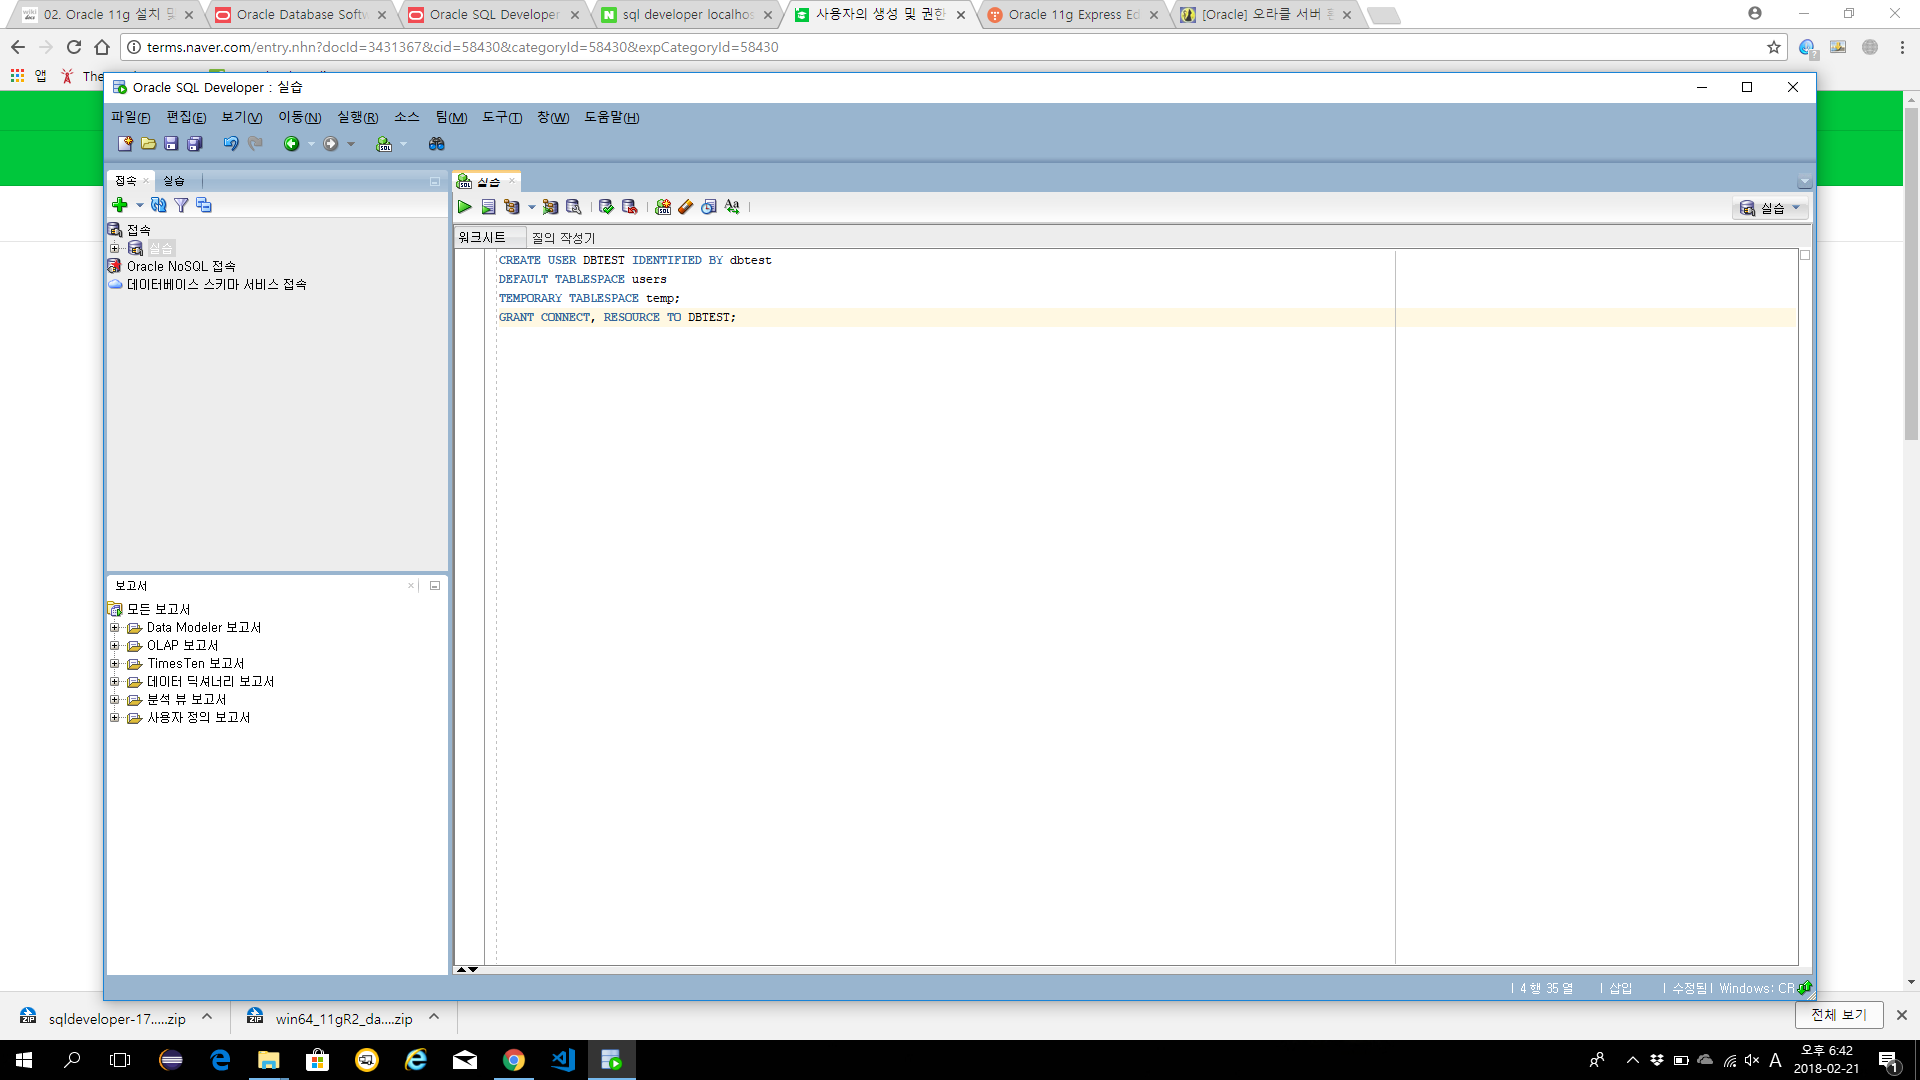 02. Oracle 11g 설치 및
Oracle Database Softw
Oracle SQL Developer
sql developer localhos
사용자의 생성 및 권한
Oracle 11g Express Ed
[Oracle] 오라클 서버
terms.naver.com/entry.nhn?docId=3431367&cid=58430&categoryId=58430&expCategoryId=58430
앱
The
Oracle SQL Developer : 실습
파일(F) 편집(E) 보기(V) 이동(N) 실행(R) 소스 팀(M) 도구(T) 창(W) 도움말(H)
접속
실습
실습
실습
워크시트
질의 작성기
접속
실습
Oracle NoSQL 접속
데이터베이스 스키마 서비스 접속
CREATE USER DBTEST IDENTIFIED BY dbtest
DEFAULT TABLESPACE users
TEMPORARY TABLESPACE temp;
GRANT CONNECT, RESOURCE TO DBTEST;
보고서
모든 보고서
Data Modeler 보고서
OLAP 보고서
TimesTen 보고서
데이터 딕셔너리 보고서
분석 뷰 보고서
사용자 정의 보고서
4 행 35 열
삽입
수정됨
Windows: CR
sqldeveloper-17.....zip
win64_11gR2_da....zip
전체 보기
A
오후 6:42
2018-02-21
1